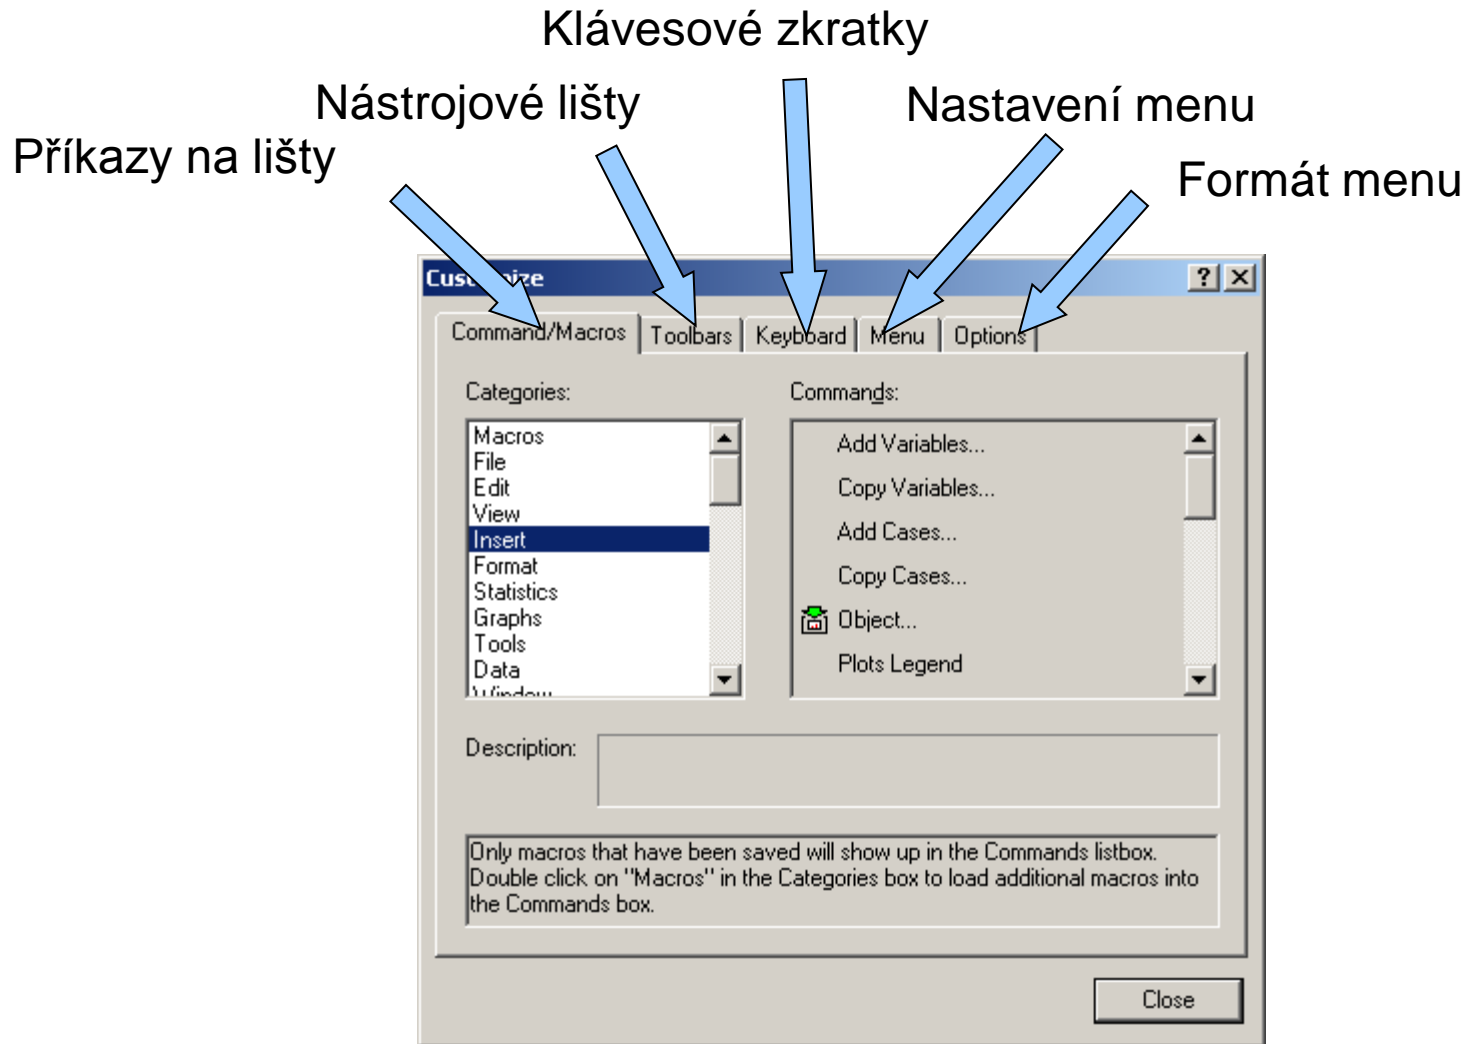 Klávesové zkratky
Nástrojové lišty
Nastavení menu
Příkazy na lišty
Formát menu
Command/Macros
Toolbars
Keyboard
Menu
Options
Categories:
Commands:
Macros
File
Edit
View
Insert
Format
Statistics
Graphs
Tools
Data
Add Variables...
Copy Variables...
Add Cases...
Copy Cases...
Object...
Plots Legend
Description:
Only macros that have been saved will show up in the Commands listbox.
Double click on "Macros" in the Categories box to load additional macros into
the Commands box.
Close